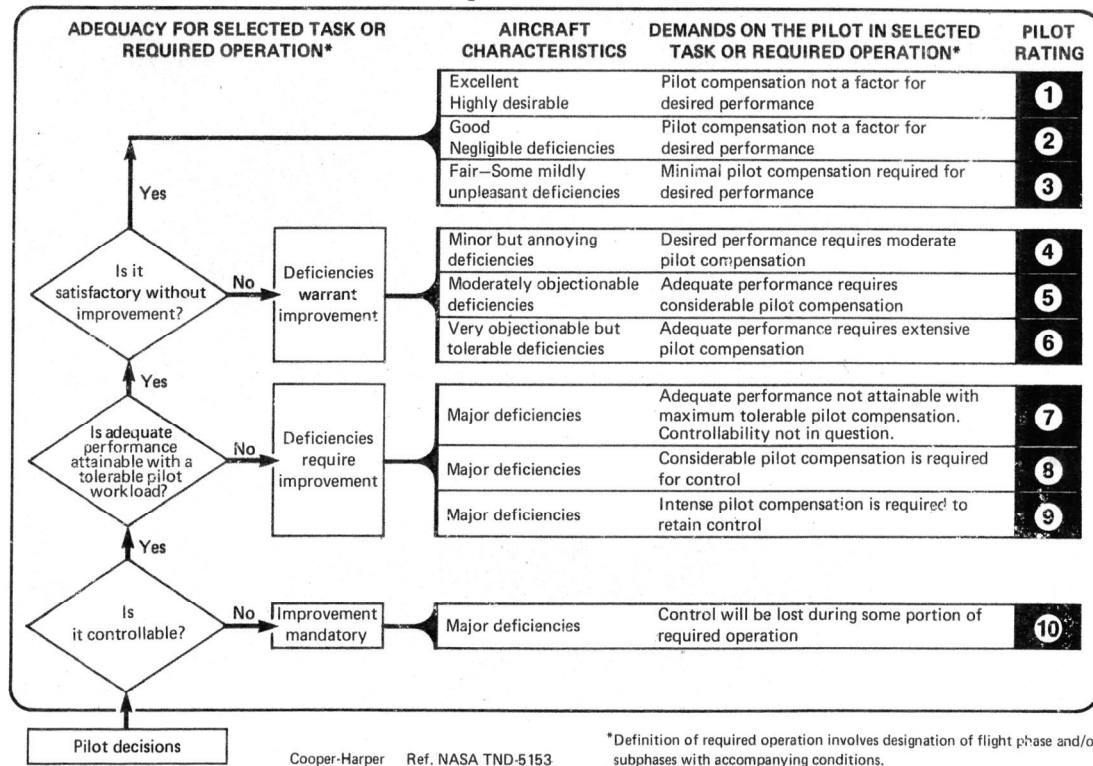 ADEQUACY FOR SELECTED TASK OR
REQUIRED OPERATION*
AIRCRAFT
CHARACTERISTICS
DEMANDS ON THE PILOT IN SELECTED
TASK OR REQUIRED OPERATION*
PILOT
RATING
Excellent
Highly desirable
Pilot compensation not a factor for
desired performance
1
Good
Negligible deficiencies
Pilot compensation not a factor for
desired performance
2
Fair—Some mildly
unpleasant deficiencies
Minimal pilot compensation required for
desired performance
3
Yes
Is it
satisfactory without
improvement?
No
Deficiencies
warrant
improvement
Minor but annoying
deficiencies
Desired performance requires moderate
pilot compensation
4
Moderately objectionable
deficiencies
Adequate performance requires
considerable pilot compensation
5
Very objectionable but
tolerable deficiencies
Adequate performance requires extensive
pilot compensation
6
Yes
Is adequate
performance
attainable with a
tolerable pilot
workload?
No
Deficiencies
require
improvement
Major deficiencies
Adequate performance not attainable with
maximum tolerable pilot compensation.
Controllability not in question.
7
Major deficiencies
Considerable pilot compensation is required
for control
8
Major deficiencies
Intense pilot compensation is required to
retain control
9
Yes
Is
it controllable?
No
Improvement
mandatory
Major deficiencies
Control will be lost during some portion of
required operation
10
Pilot decisions
Cooper-Harper Ref. NASA TND-5153
*Definition of required operation involves designation of flight phase and/o
subphases with accompanying conditions.